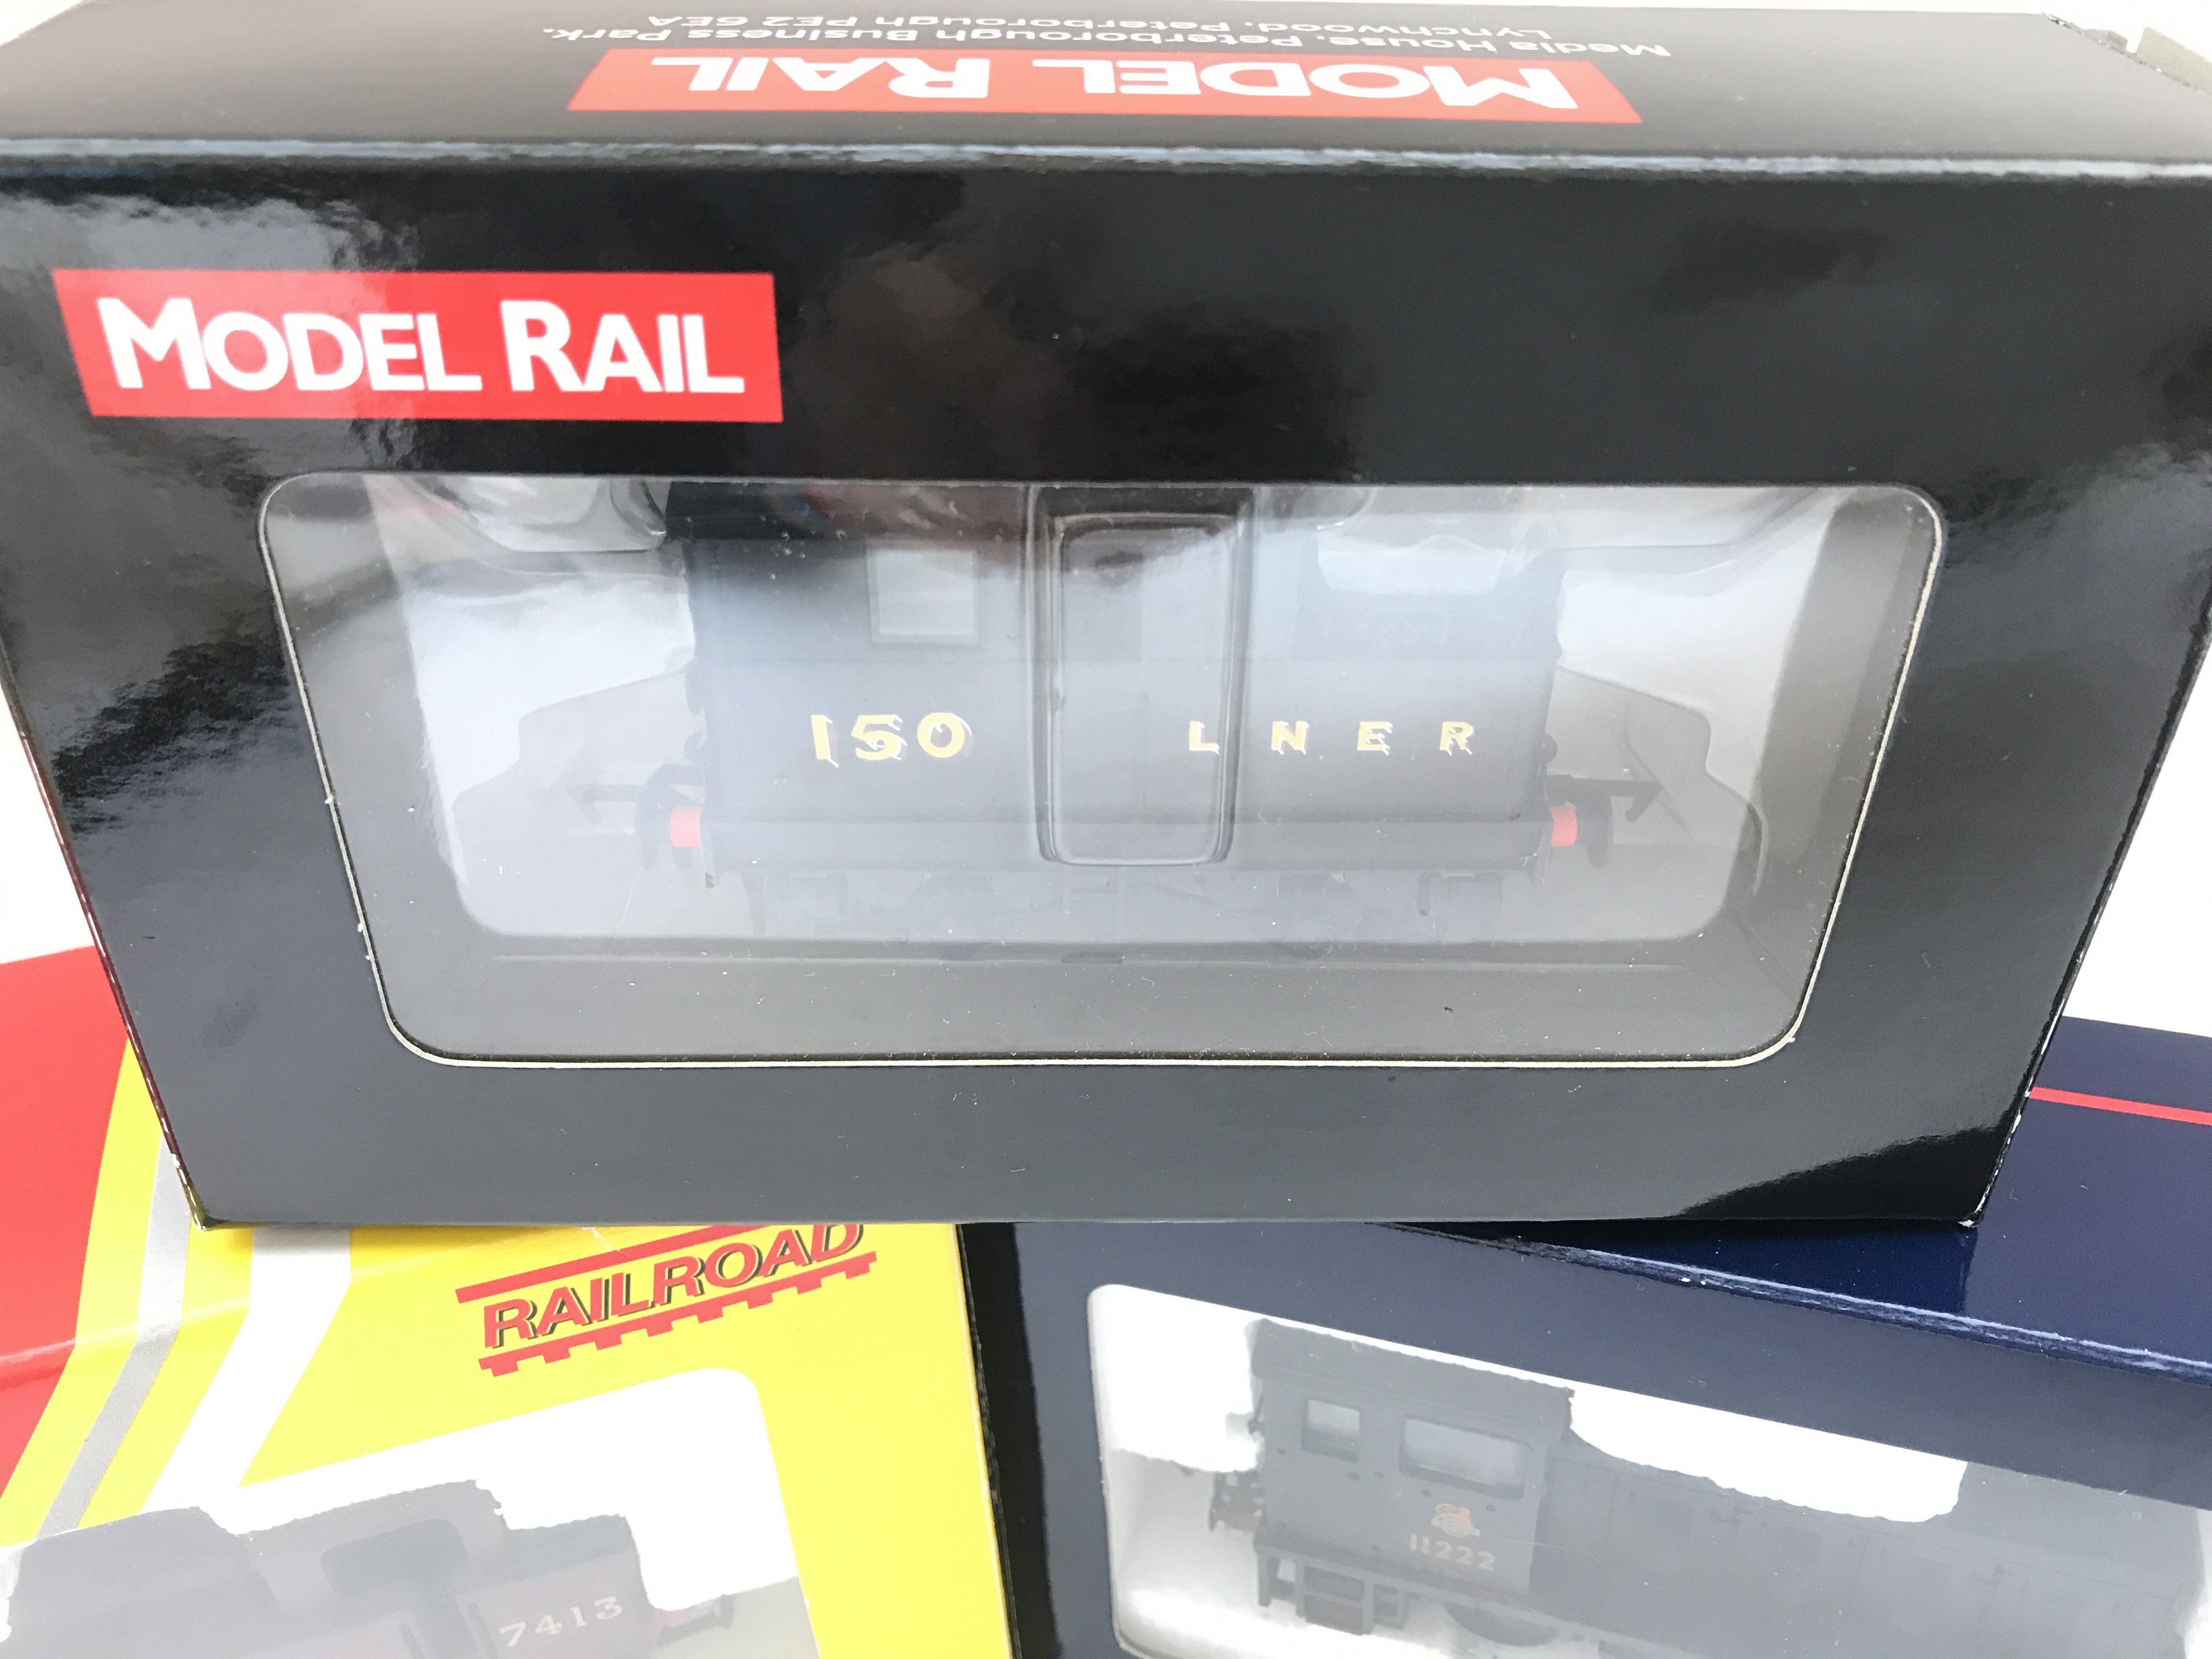 Media House, Peterborough Business Park,
Lynchwood, Peterborough PE2 6EA
MODEL RAIL
MODEL RAIL
150 LNER
RAILROAD
11222
7413